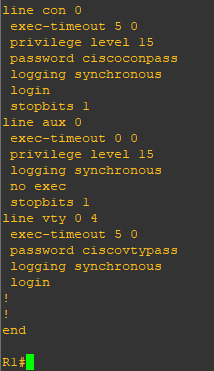 line con 0
 exec-timeout 5 0
 privilege level 15
 password ciscoconpass
 logging synchronous
 login
 stopbits 1
line aux 0
 exec-timeout 0 0
 privilege level 15
 logging synchronous
 no exec
 stopbits 1
line vty 0 4
 exec-timeout 5 0
 password ciscovtypass
 logging synchronous
 login
!
!
end

R1#